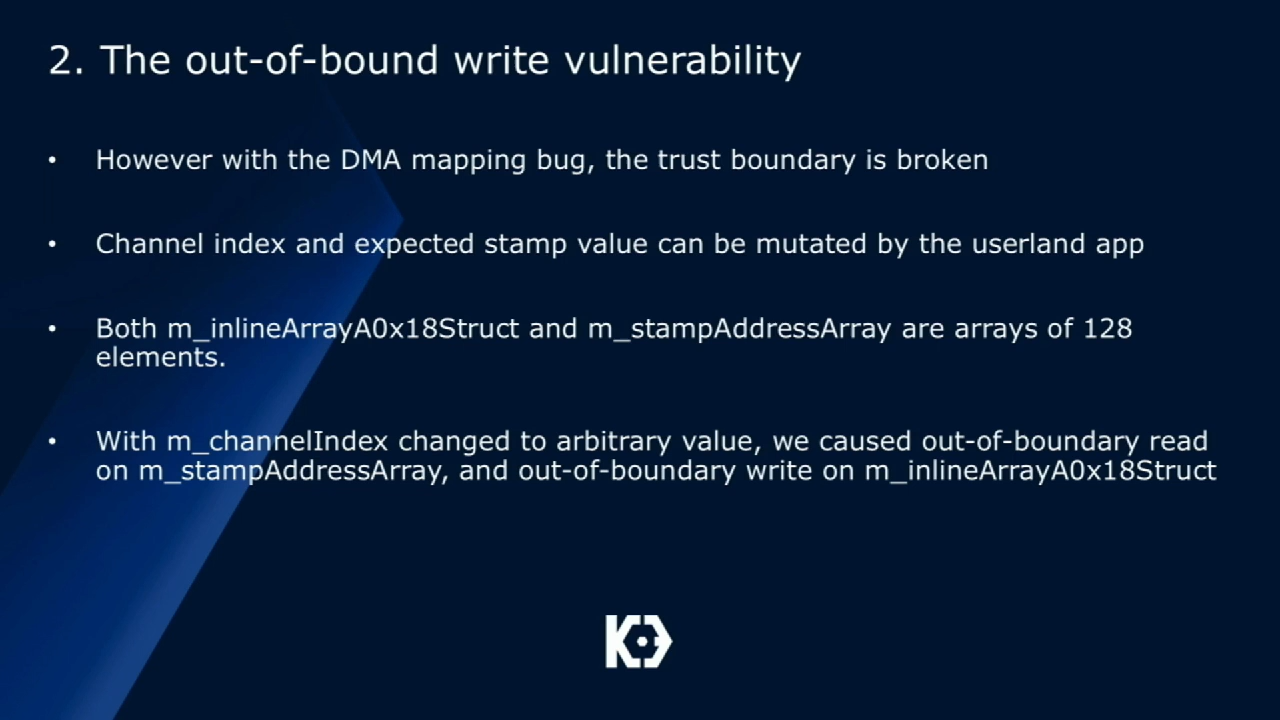 2. The out-of-bound write vulnerability
• However with the DMA mapping bug, the trust boundary is broken
• Channel index and expected stamp value can be mutated by the userland app
• Both m_inlineArrayA0x18Struct and m_stampAddressArray are arrays of 128
elements.
• With m_channelIndex changed to arbitrary value, we caused out-of-boundary read
on m_stampAddressArray, and out-of-boundary write on m_inlineArrayA0x18Struct